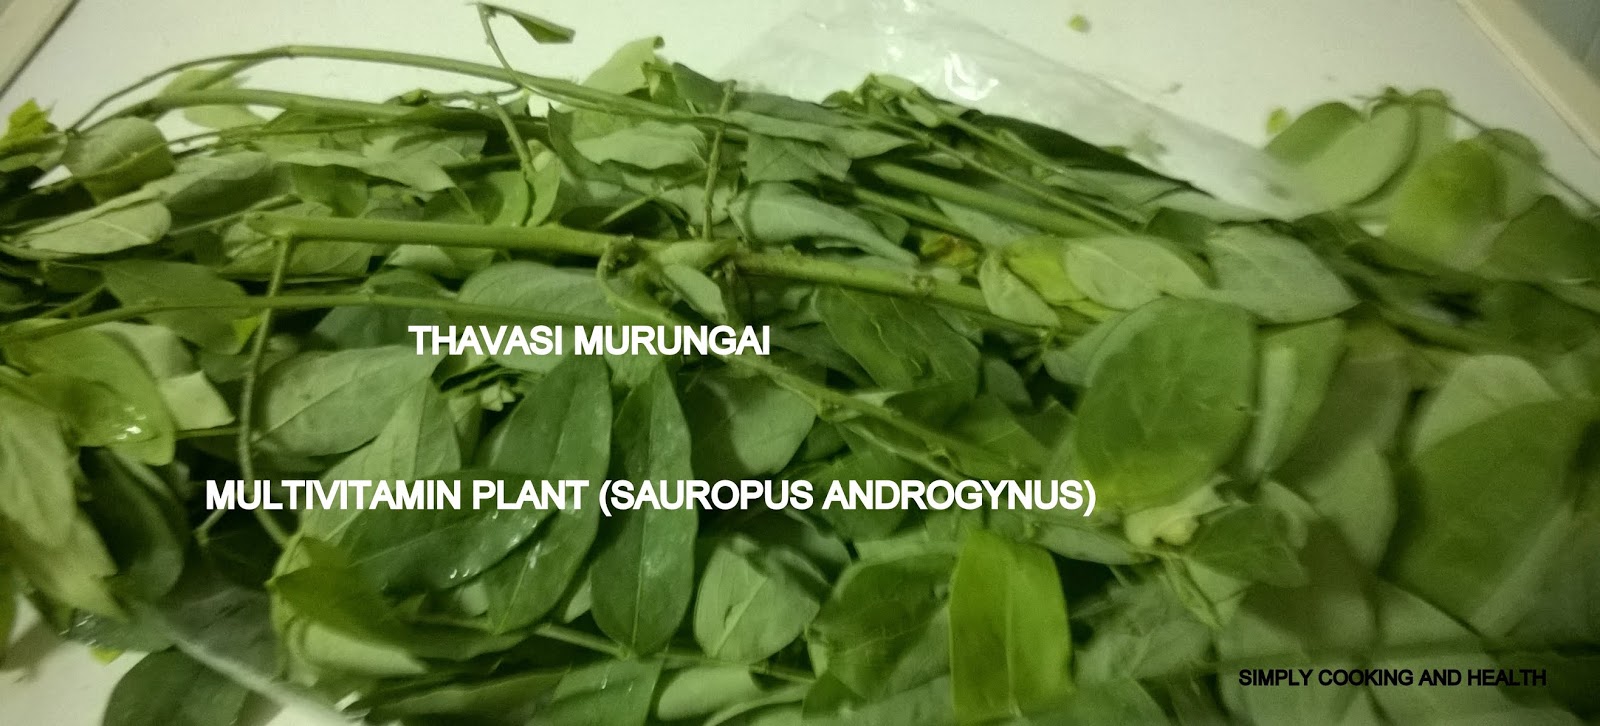 THAVASI MURUNGAI
MULTIVITAMIN PLANT (SAUROPUS ANDROGYNUS)
SIMPLY COOKING AND HEALTH